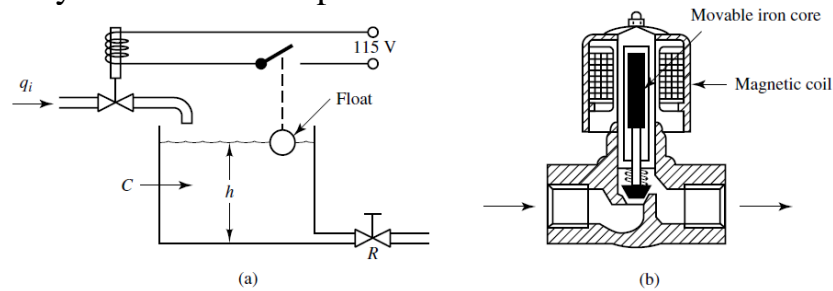 115 V
qi
Float
C
h
R
(a)
Movable iron core
Magnetic coil
(b)